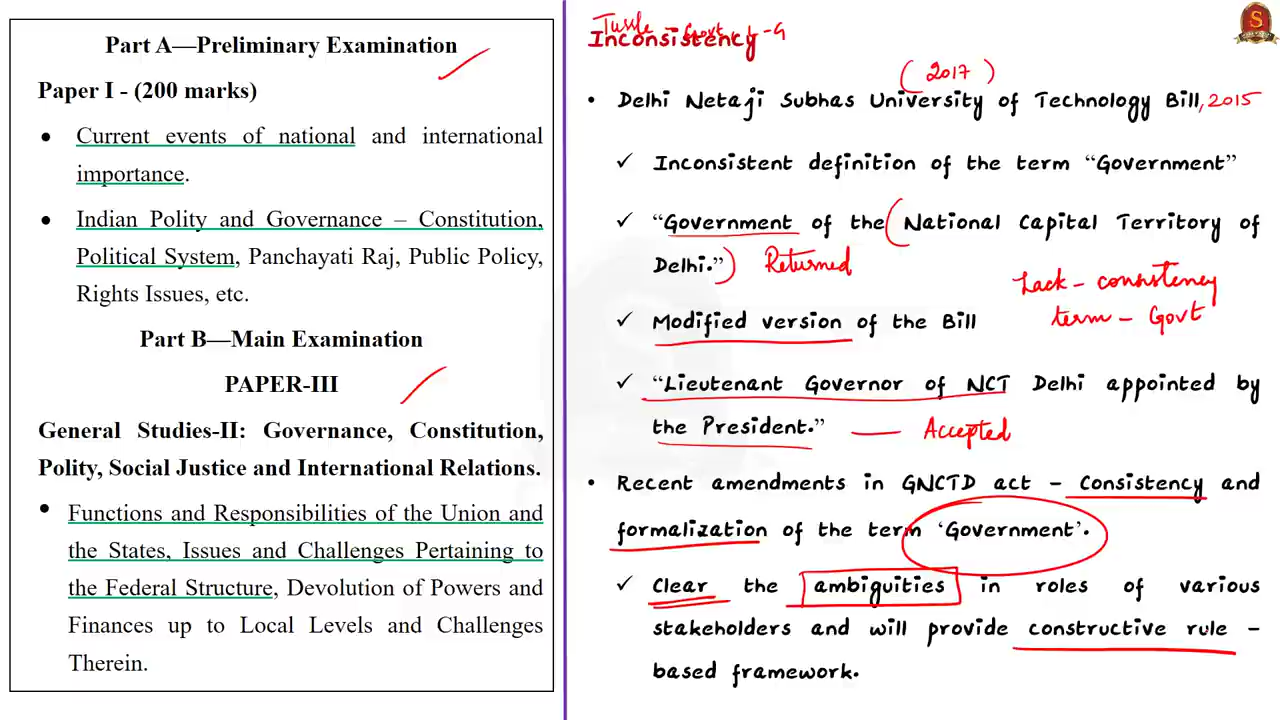 Part A—Preliminary Examination
Paper I - (200 marks)
• Current events of national and international
importance.
• Indian Polity and Governance – Constitution,
Political System, Panchayati Raj, Public Policy,
Rights Issues, etc.
Part B—Main Examination
PAPER-III
General Studies-II: Governance, Constitution,
Polity, Social Justice and International Relations.
• Functions and Responsibilities of the Union and
the States, Issues and Challenges Pertaining to
the Federal Structure, Devolution of Powers and
Finances up to Local Levels and Challenges
Therein.
Tussle - Govt L-G
Inconsistency
(2017)
• Delhi Netaji Subhas University of Technology Bill, 2015
✓ Inconsistent definition of the term “Government”
✓ “Government of the (National Capital Territory of
Delhi.”) Returned
Lack - consistency
term - Govt
✓ Modified version of the Bill
✓ “Lieutenant Governor of NCT Delhi appointed by
the President.” — Accepted
• Recent amendments in GNCTD act – Consistency and
formalization of the term ‘Government’.
✓ Clear the ambiguities in roles of various
stakeholders and will provide constructive rule –
based framework.